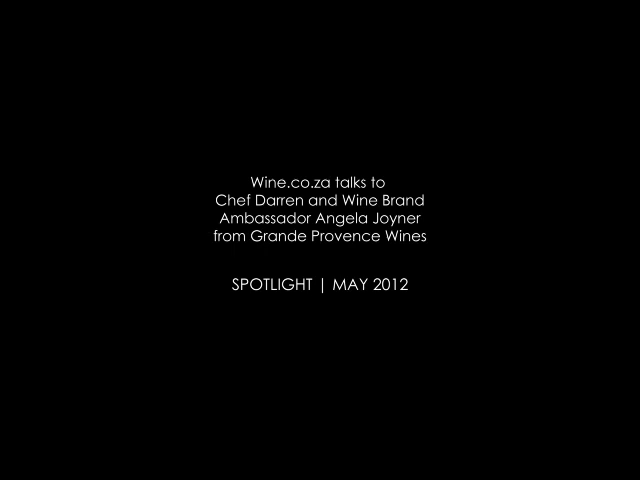 Wine.co.za talks to
Chef Darren and Wine Brand
Ambassador Angela Joyner
from Grande Provence Wines
SPOTLIGHT | MAY 2012